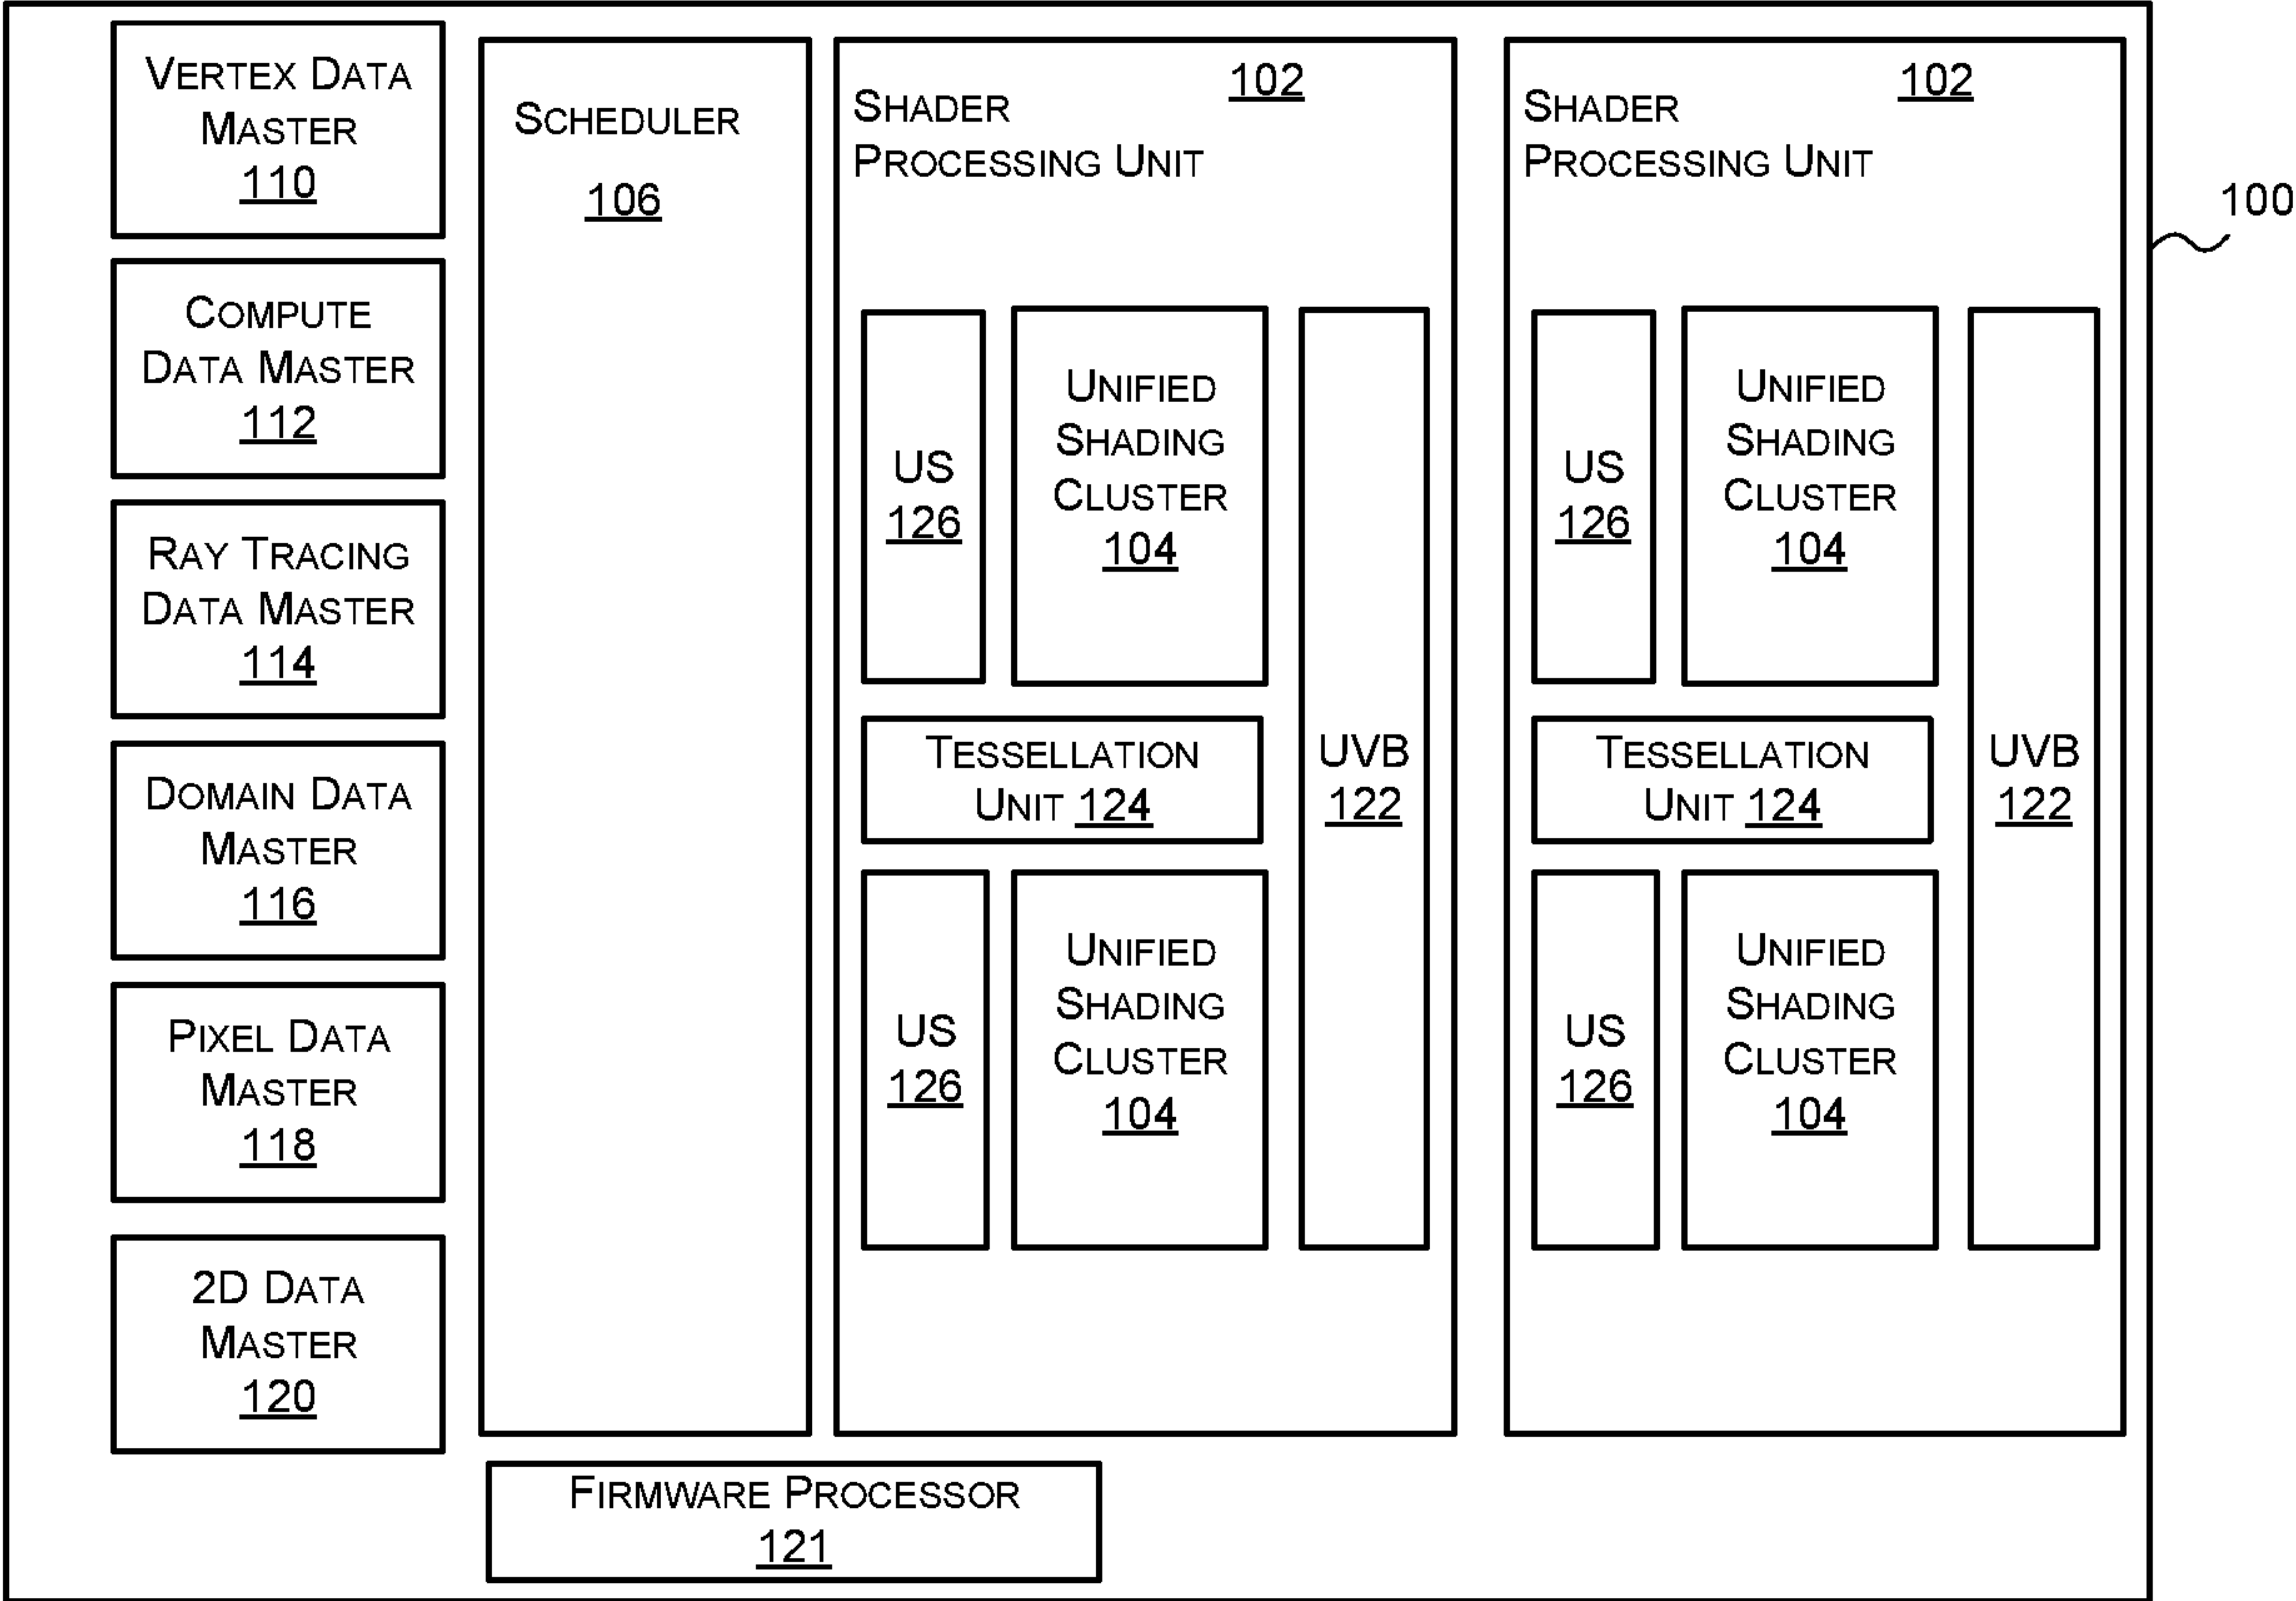 VERTEX DATA
MASTER
110
COMPUTE
DATA MASTER
112
RAY TRACING
DATA MASTER
114
DOMAIN DATA
MASTER
116
PIXEL DATA
MASTER
118
2D DATA
MASTER
120
SCHEDULER
106
102
SHADER
PROCESSING UNIT
US
126
UNIFIED
SHADING
CLUSTER
104
TESSELLATION
UNIT 124
UVB
122
US
126
UNIFIED
SHADING
CLUSTER
104
102
SHADER
PROCESSING UNIT
US
126
UNIFIED
SHADING
CLUSTER
104
TESSELLATION
UNIT 124
UVB
122
US
126
UNIFIED
SHADING
CLUSTER
104
100
FIRMWARE PROCESSOR
121